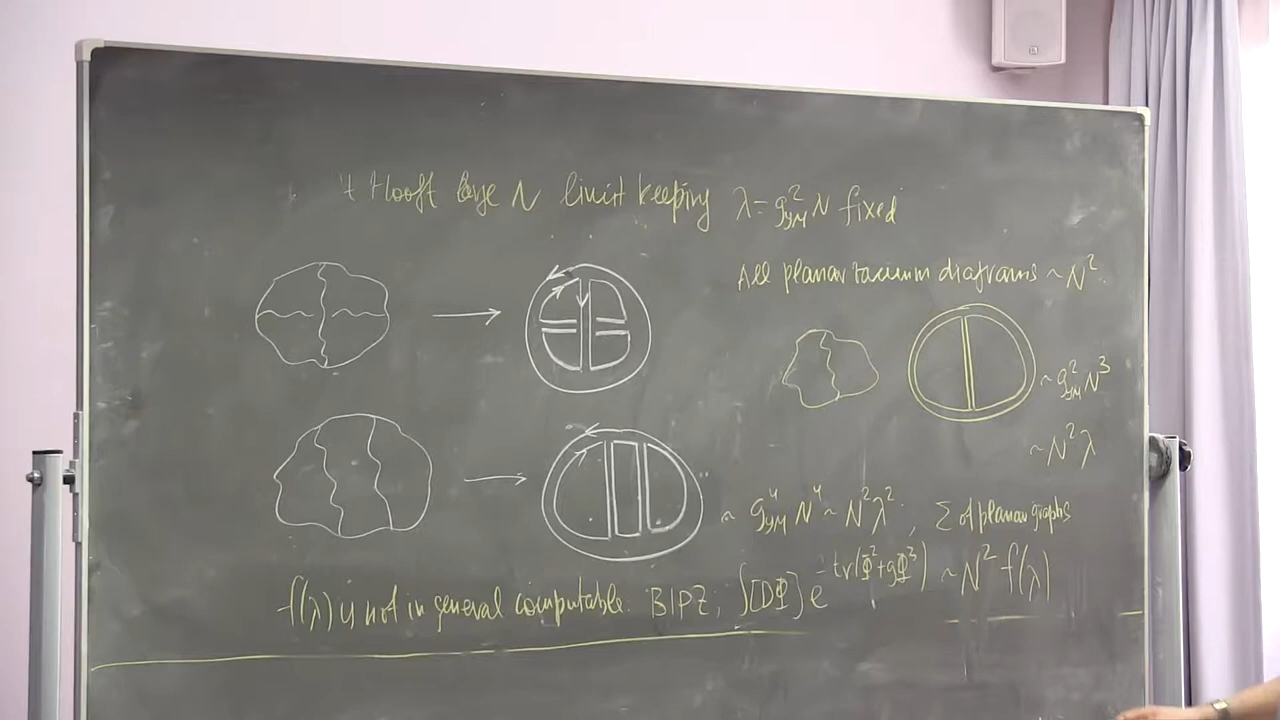 't Hooft large N limit keeping λ = g²_YM N fixed
All planar vacuum diagrams ~ N²
~ g²_YM N³
~ N² λ
~ g⁴_YM N⁴ ~ N² λ² , Σ of planar graphs
f(λ) is not in general computable. BIPZ ; ∫[DΦ] e^{-tr(Φ²+gΦ³)} ~ N² f(λ)